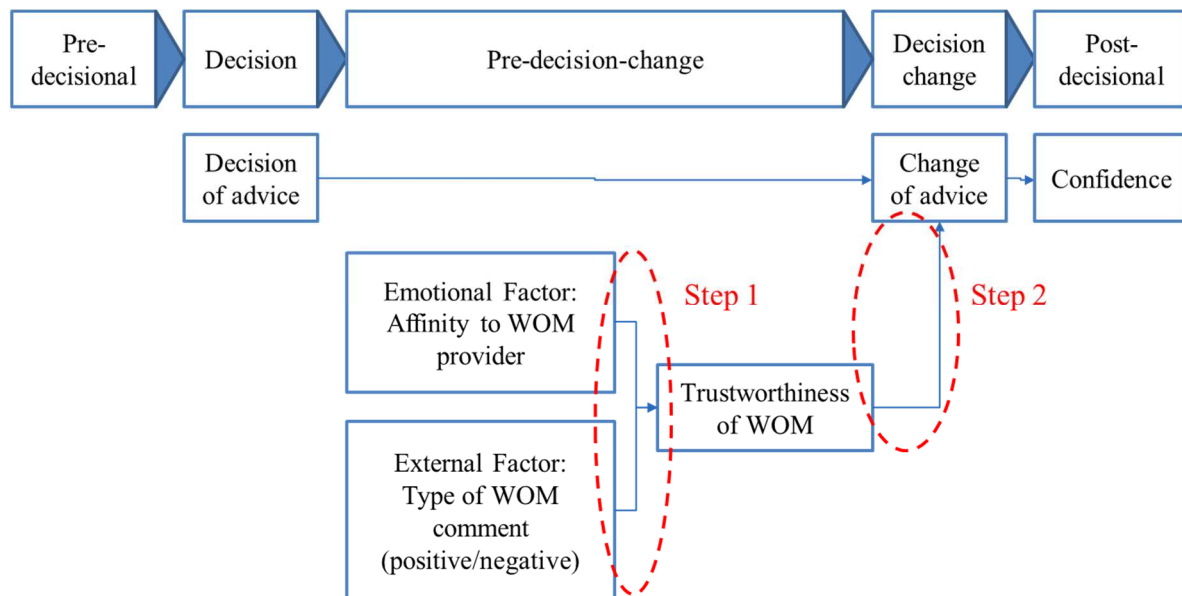 Pre-
decisional
Decision
Pre-decision-change
Decision
change
Post-
decisional
Decision
of advice
Change
of advice
Confidence
Emotional Factor:
Affinity to WOM
provider
Step 1
Step 2
Trustworthiness
of WOM
External Factor:
Type of WOM
comment
(positive/negative)